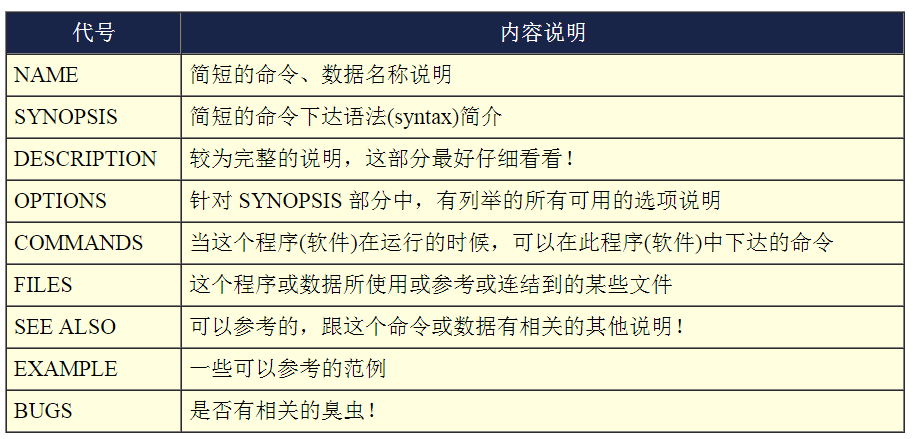 代号 内容说明
NAME 简短的命令、数据名称说明
SYNOPSIS 简短的命令下达语法(syntax)简介
DESCRIPTION 较为完整的说明，这部分最好仔细看看！
OPTIONS 针对 SYNOPSIS 部分中，有列举的所有可用的选项说明
COMMANDS 当这个程序(软件)在运行的时候，可以在此程序(软件)中下达的命令
FILES 这个程序或数据所使用或参考或连结到的某些文件
SEE ALSO 可以参考的，跟这个命令或数据有相关的其他说明！
EXAMPLE 一些可以参考的范例
BUGS 是否有相关的臭虫！